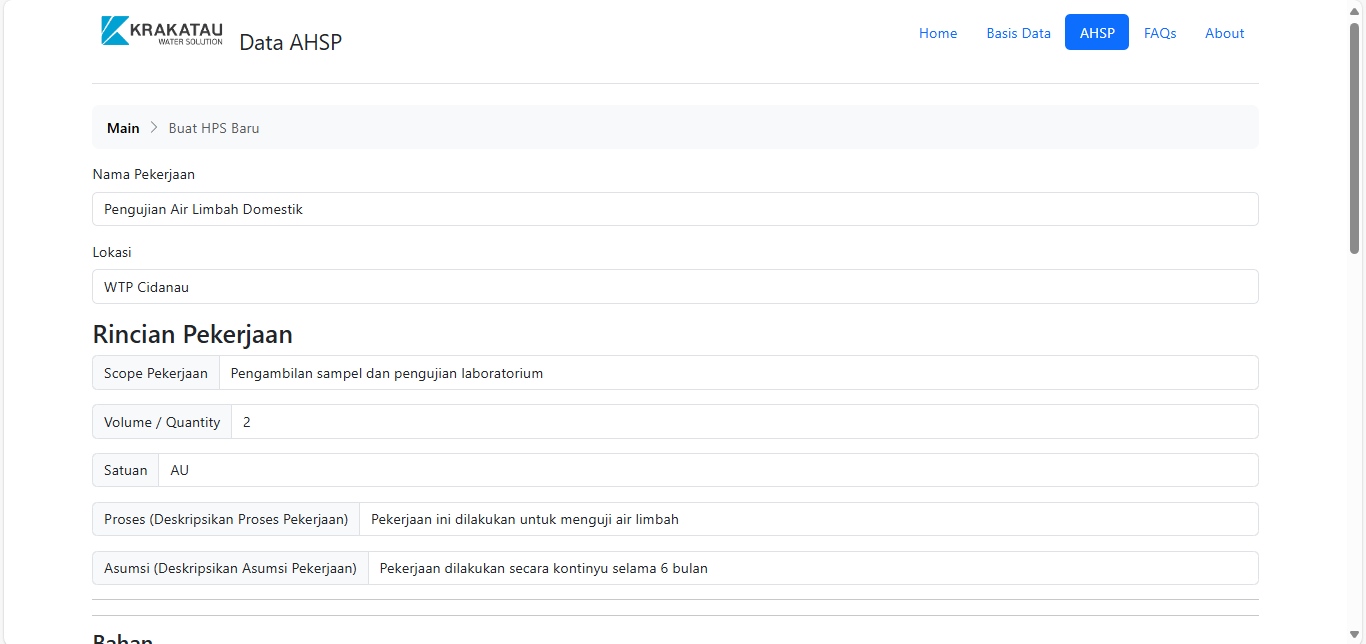 KRAKATAU
WATER SOLUTION
Data AHSP
Home
Basis Data
AHSP
FAQs
About
Main
Buat HPS Baru
Nama Pekerjaan
Pengujian Air Limbah Domestik
Lokasi
WTP Cidanau
Rincian Pekerjaan
Scope Pekerjaan Pengambilan sampel dan pengujian laboratorium
Volume / Quantity 2
Satuan AU
Proses (Deskripsikan Proses Pekerjaan) Pekerjaan ini dilakukan untuk menguji air limbah
Asumsi (Deskripsikan Asumsi Pekerjaan) Pekerjaan dilakukan secara kontinyu selama 6 bulan
Bahan